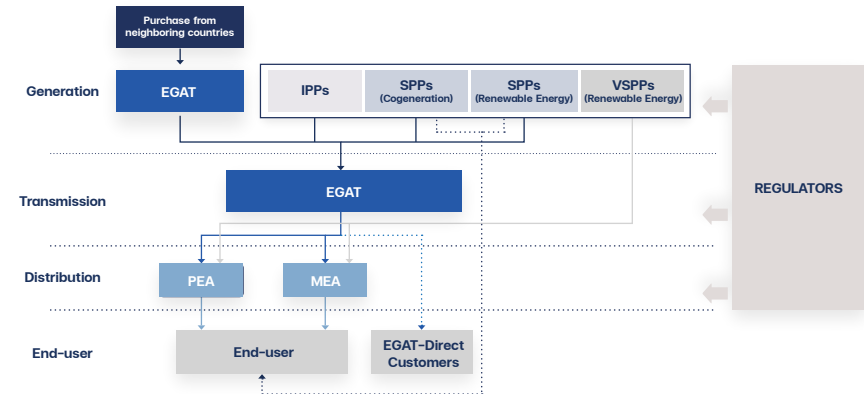 Purchase from
neighboring countries
Generation
EGAT
IPPs
SPPs
(Cogeneration)
SPPs
(Renewable Energy)
VSPPs
(Renewable Energy)
REGULATORS
Transmission
EGAT
Distribution
PEA
MEA
End-user
End-user
EGAT-Direct
Customers